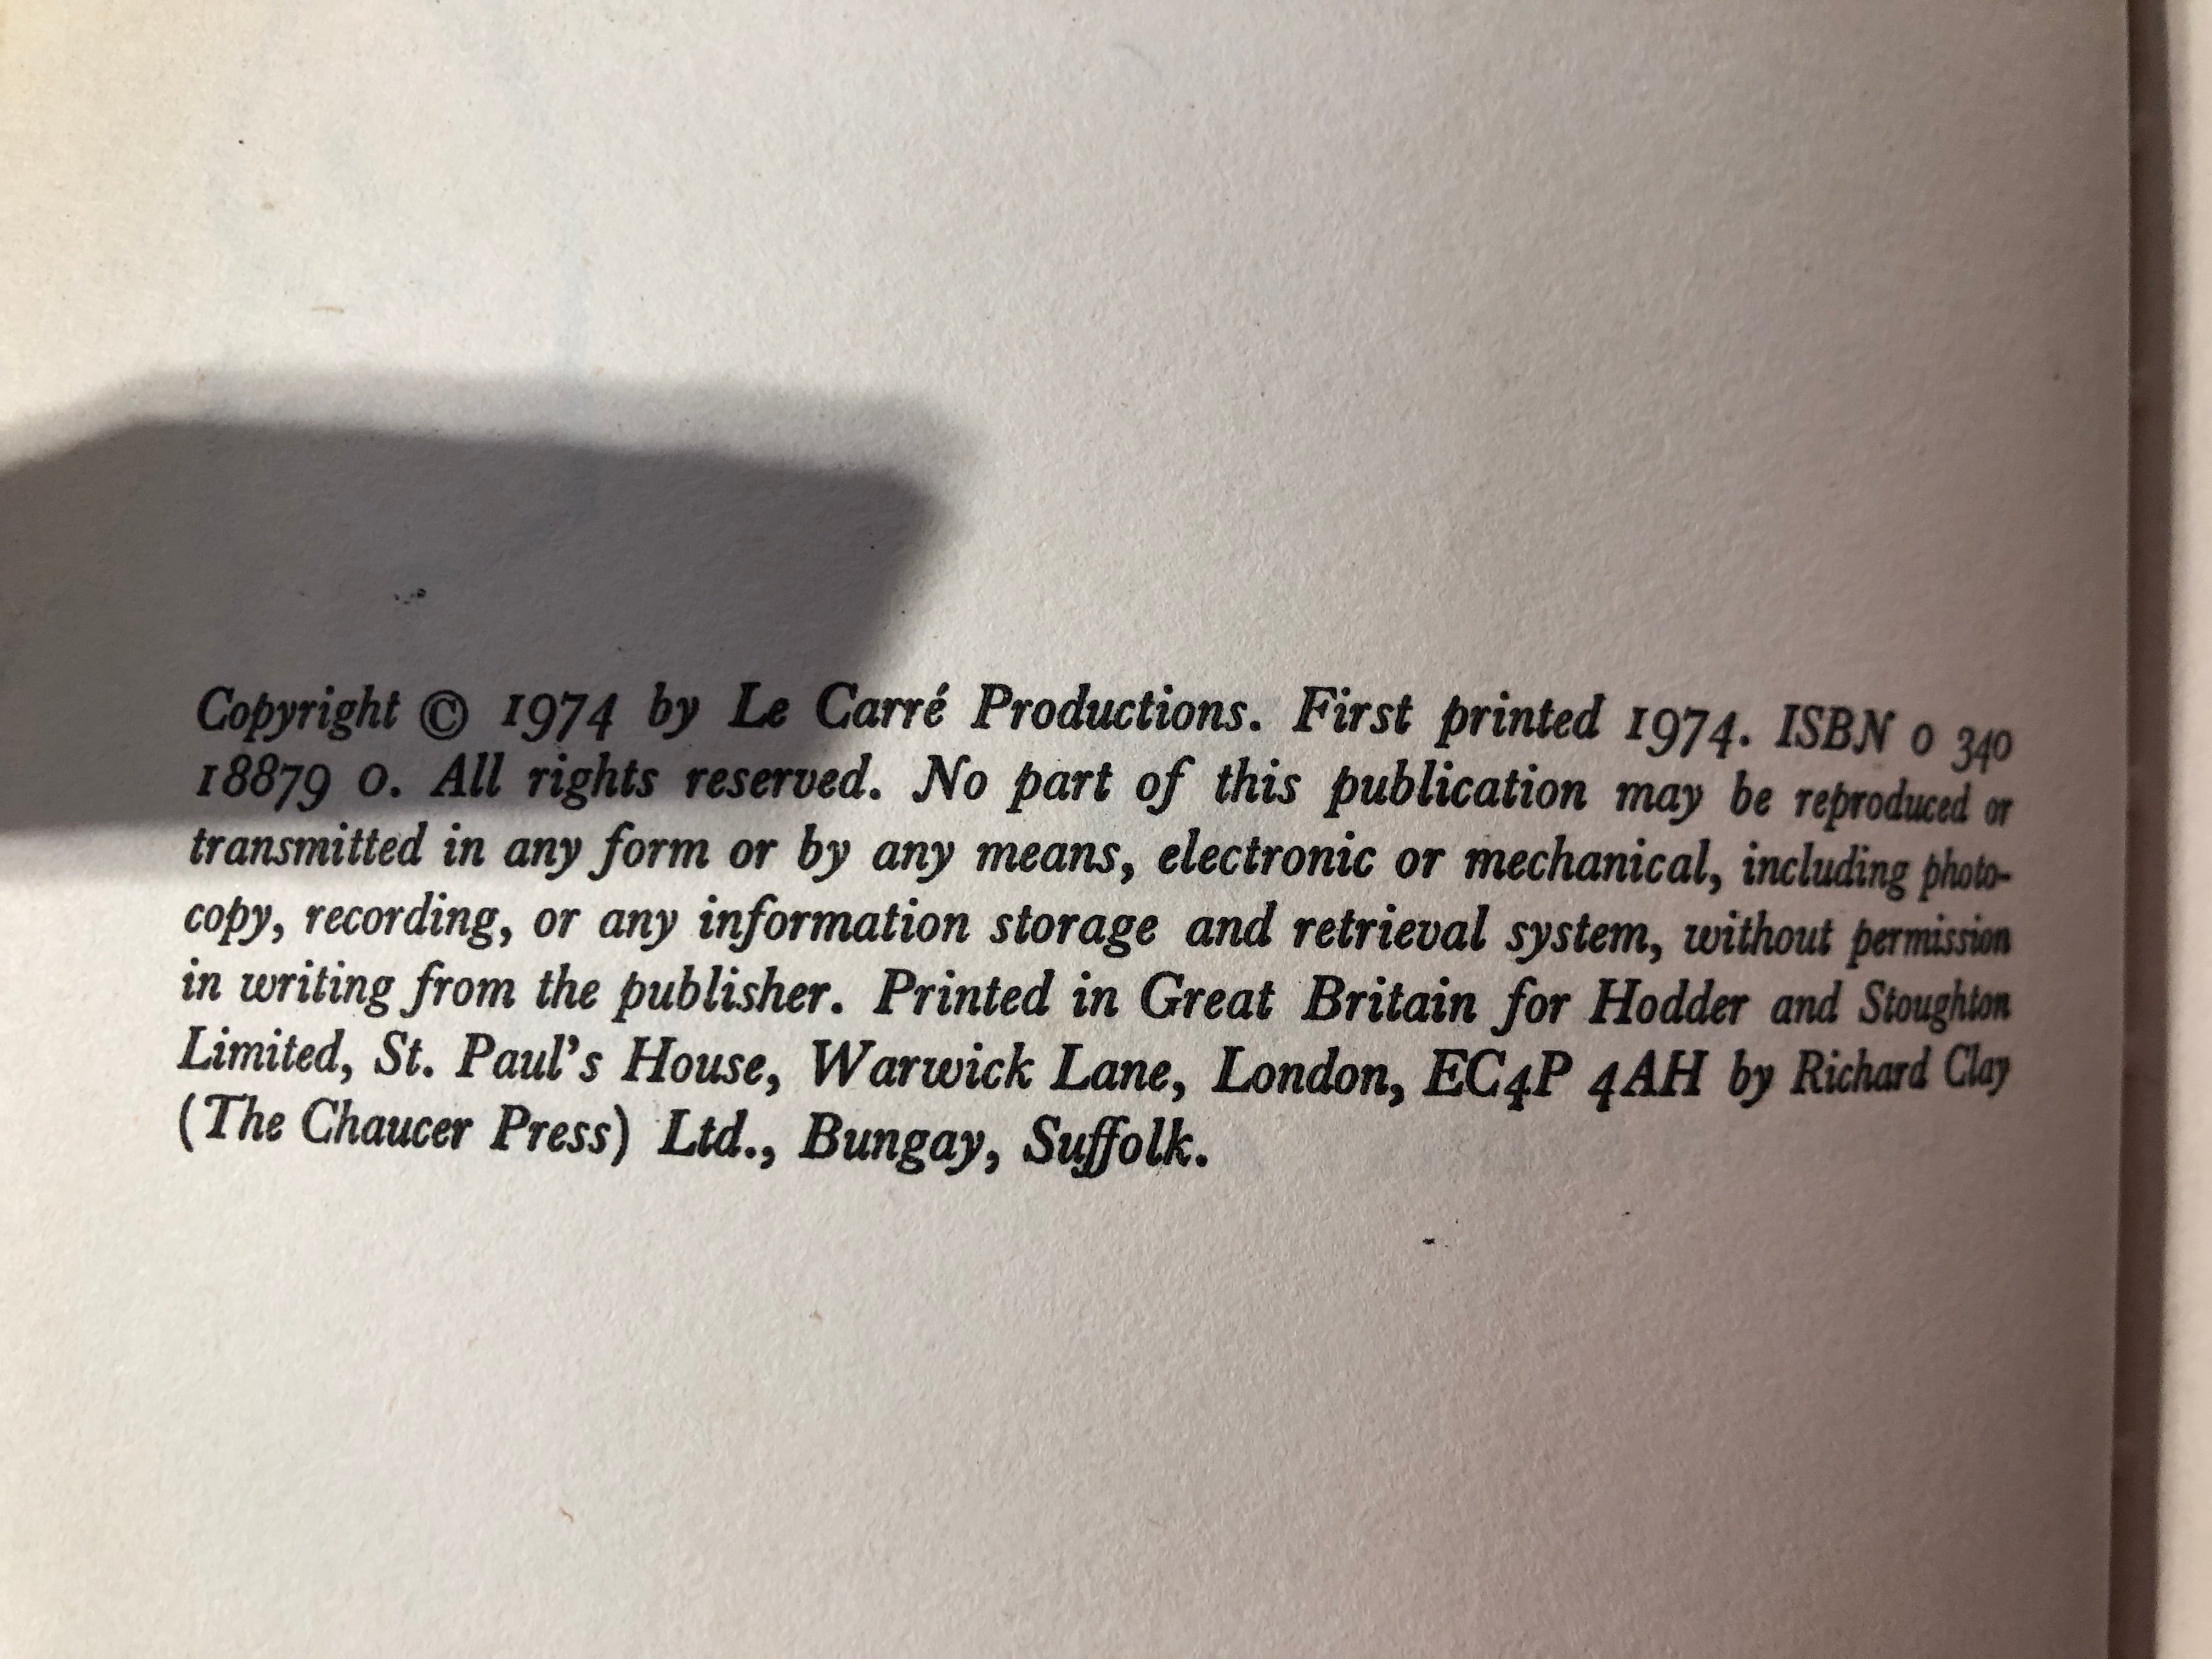 Copyright © 1974 by Le Carré Productions. First printed 1974. ISBN 0 340
18879 0. All rights reserved. No part of this publication may be reproduced or
transmitted in any form or by any means, electronic or mechanical, including photo-
copy, recording, or any information storage and retrieval system, without permission
in writing from the publisher. Printed in Great Britain for Hodder and Stoughton
Limited, St. Paul's House, Warwick Lane, London, EC4P 4AH by Richard Clay
(The Chaucer Press) Ltd., Bungay, Suffolk.